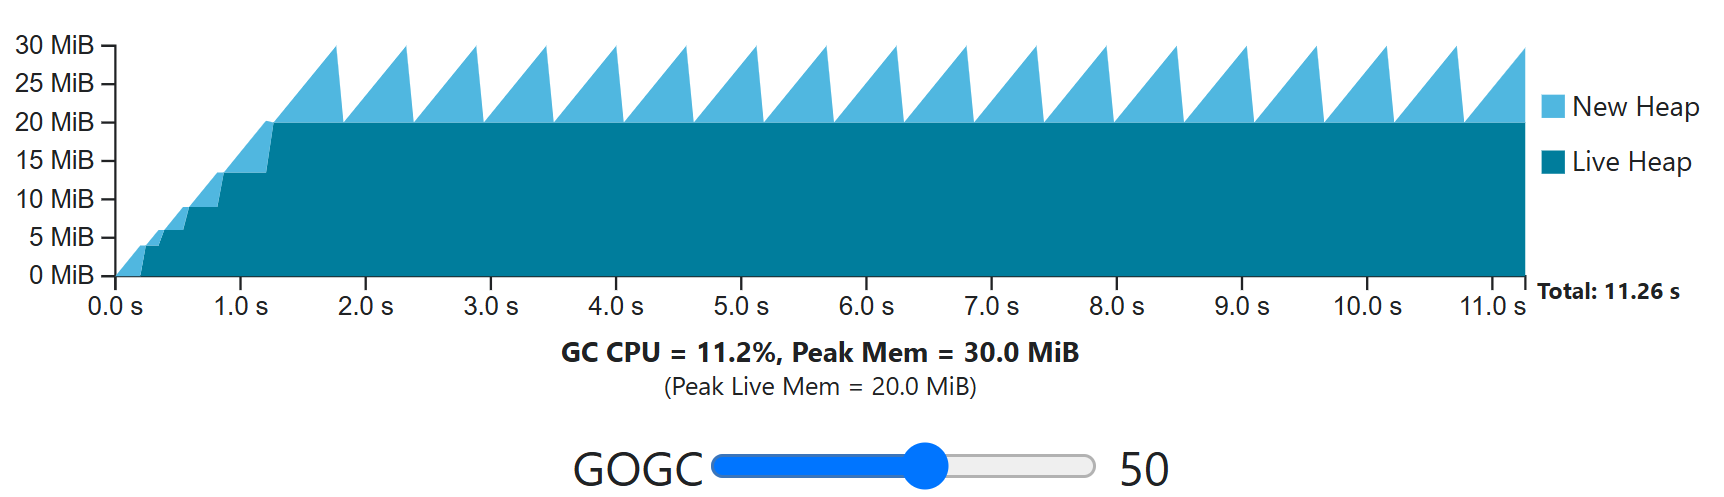 30 MiB
25 MiB
20 MiB
15 MiB
10 MiB
5 MiB
0 MiB
0.0 s 1.0 s 2.0 s 3.0 s 4.0 s 5.0 s 6.0 s 7.0 s 8.0 s 9.0 s 10.0 s 11.0 s
New Heap
Live Heap
Total: 11.26 s
GC CPU = 11.2%, Peak Mem = 30.0 MiB
(Peak Live Mem = 20.0 MiB)
GOGC 50